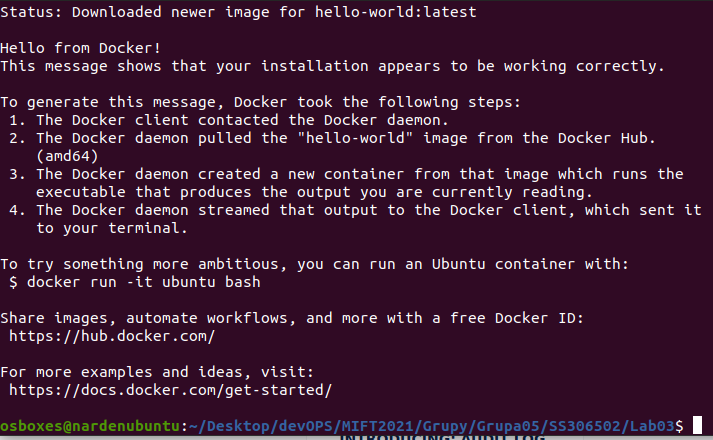 Status: Downloaded newer image for hello-world:latest
Hello from Docker!
This message shows that your installation appears to be working correctly.
To generate this message, Docker took the following steps:
1. The Docker client contacted the Docker daemon.
2. The Docker daemon pulled the "hello-world" image from the Docker Hub.
(amd64)
3. The Docker daemon created a new container from that image which runs the
executable that produces the output you are currently reading.
4. The Docker daemon streamed that output to the Docker client, which sent it
to your terminal.
To try something more ambitious, you can run an Ubuntu container with:
$ docker run -it ubuntu bash
Share images, automate workflows, and more with a free Docker ID:
https://hub.docker.com/
For more examples and ideas, visit:
https://docs.docker.com/get-started/
osboxes@nardenubuntu:~/Desktop/devOPS/MIFT2021/Grupy/Grupa05/SS306502/Lab03$
INTRODUCING: AUDIT LOG